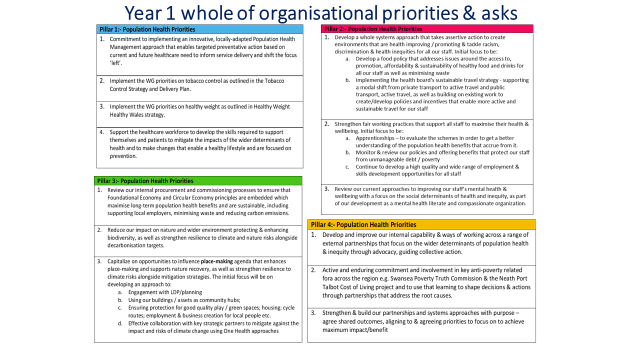 Year 1 whole of organisational priorities & asks
Pillar 1:- Population Health Priorities
1. Commitment to implementing an innovative, locally-adapted Population Health
Management approach that enables targeted preventative action based on
current and future healthcare need to inform service delivery and shift the focus
'left'.
2. Implement the WG priorities on tobacco control as outlined in the Tobacco
Control Strategy and Delivery Plan.
3. Implement the WG priorities on healthy weight as outlined in Healthy Weight
Healthy Wales strategy.
4. Support the healthcare workforce to develop the skills required to support
themselves and patients to mitigate the impacts of the wider determinants of
health and to make changes that enable a healthy lifestyle and are focused on
prevention.
Pillar 3:- Population Health Priorities
1. Review our internal procurement and commissioning processes to ensure that
Foundational Economy and Circular Economy principles are embedded which
maximise long-term population health benefits and are sustainable, including
supporting local employers, minimising waste and reducing carbon emissions.
2. Reduce our impact on nature and wider environment protecting & enhancing
biodiversity, as well as strengthen resilience to climate and nature risks alongside
decarbonisation targets.
3. Capitalize on opportunities to influence place-making agenda that enhances
place-making and supports nature recovery, as well as strengthen resilience to
climate risks alongside mitigation strategies. The initial focus will be on
developing an approach to:
a. Engagement with LDP/planning
b. Using our buildings / assets as community hubs;
c. Ensuring protection for good quality play / green spaces; housing; cycle
routes; employment & business creation for local people etc.
d. Effective collaboration with key strategic partners to mitigate against the
impact and risks of climate change using One Health approaches
Pillar 2:- Population Health Priorities
1. Develop a whole systems approach that takes assertive action to create
environments that are health improving / promoting & tackle racism,
discrimination & health inequities for all our staff. Initial focus to be:
a. Develop a food policy that addresses issues around the access to,
promotion, affordability & sustainability of healthy food and drinks for
all our staff as well as minimising waste
b. Implementing the health board's sustainable travel strategy - supporting
a modal shift from private transport to active travel and public
transport, active travel, as well as building on existing work to
create/develop policies and incentives that enable more active and
sustainable travel for our staff
2. Strengthen fair working practices that support all staff to maximise their health &
wellbeing. Initial focus to be:
a. Apprenticeships – to evaluate the schemes in order to get a better
understanding of the population health benefits that accrue from it.
b. Monitor & review our policies and offering benefits that protect our staff
from unmanageable debt / poverty
c. Continue to develop a high quality and wide range of employment &
skills development opportunities for all staff
3. Review our current approaches to improving our staff's mental health &
wellbeing with a focus on the social determinants of health and inequity, as part
of our development as a mental health literate and compassionate organization.
Pillar 4:- Population Health Priorities
1. Develop and improve our internal capability & ways of working across a range of
external partnerships that focus on the wider determinants of population health
& inequity through advocacy, guiding collective action.
2. Active and enduring commitment and involvement in key anti-poverty related
fora across the region e.g. Swansea Poverty Truth Commission & the Neath Port
Talbot Cost of Living project and to use that learning to shape decisions & actions
through partnerships that address the root causes.
3. Strengthen & build our partnerships and systems approaches with purpose –
agree shared outcomes, aligning to & agreeing priorities to focus on to achieve
maximum impact/benefit